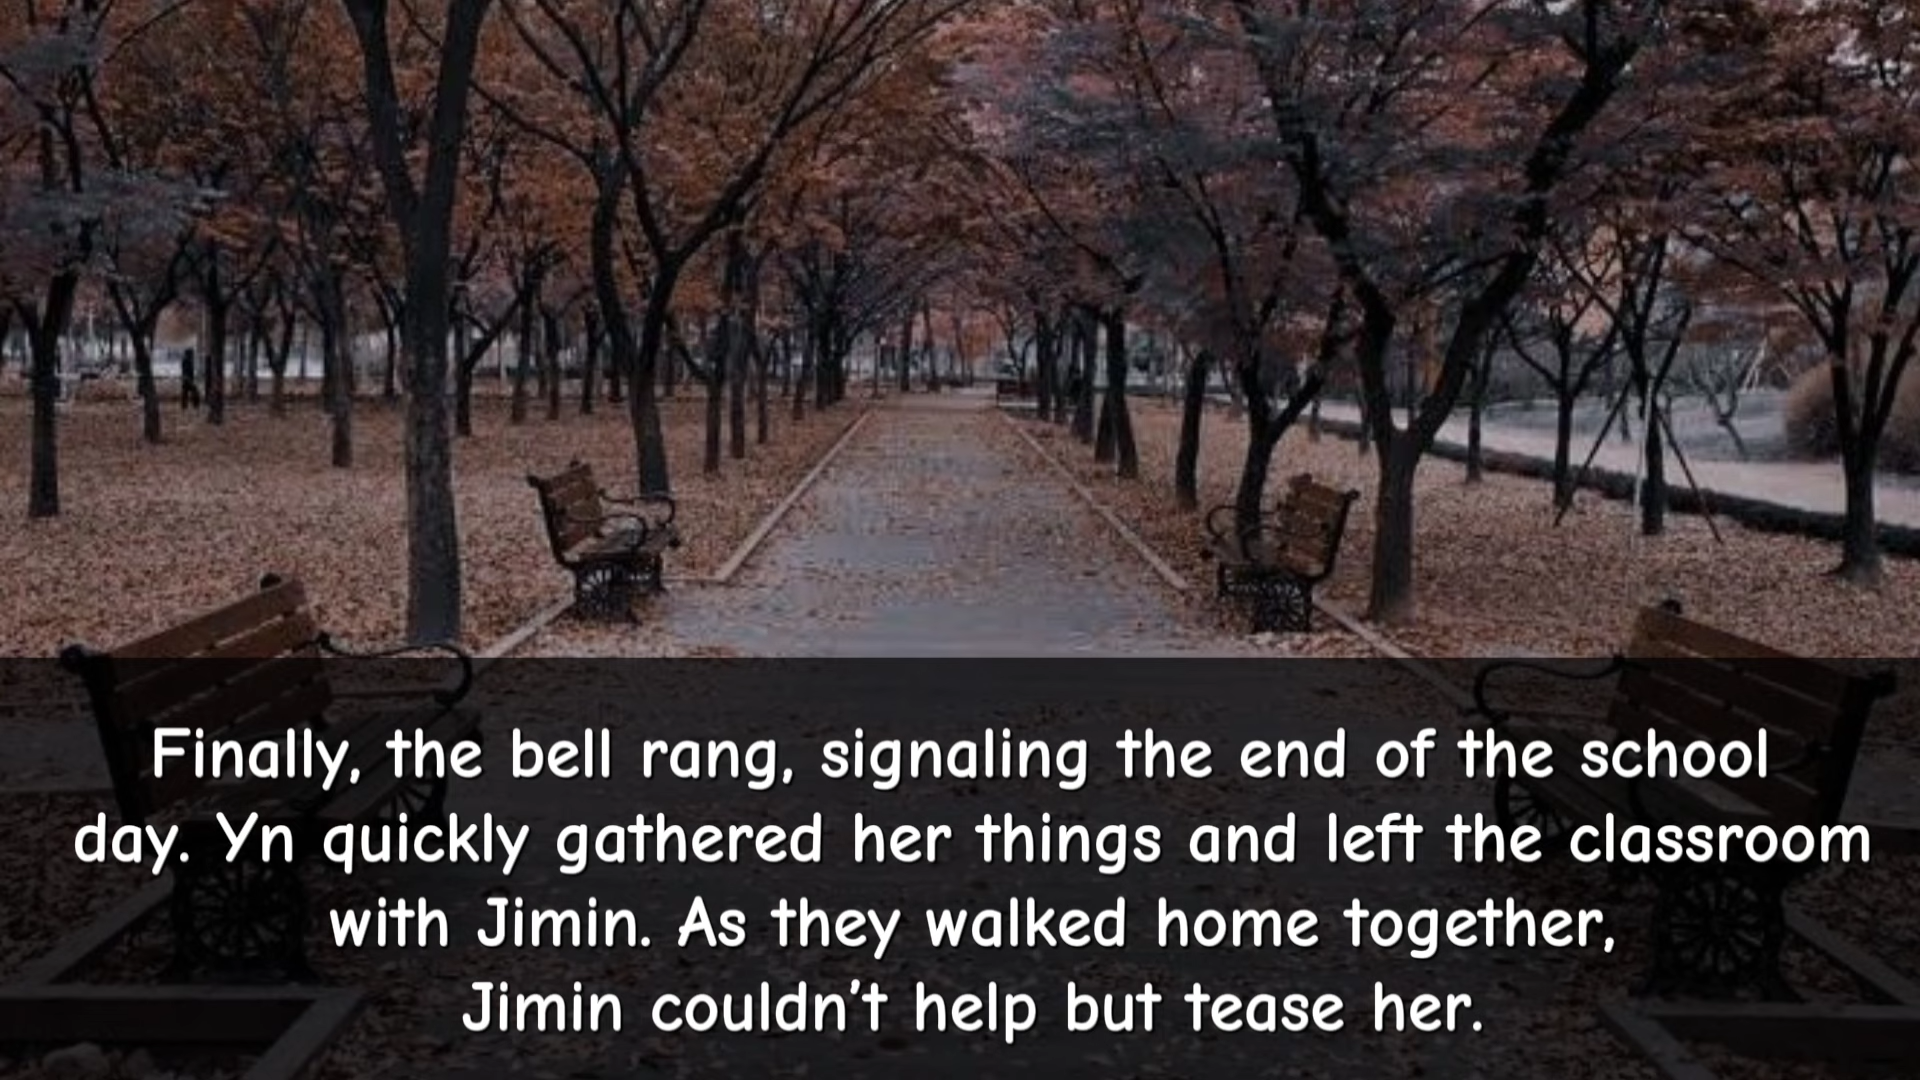 Finally, the bell rang, signaling the end of the school
day. Yn quickly gathered her things and left the classroom
with Jimin. As they walked home together,
Jimin couldn't help but tease her.